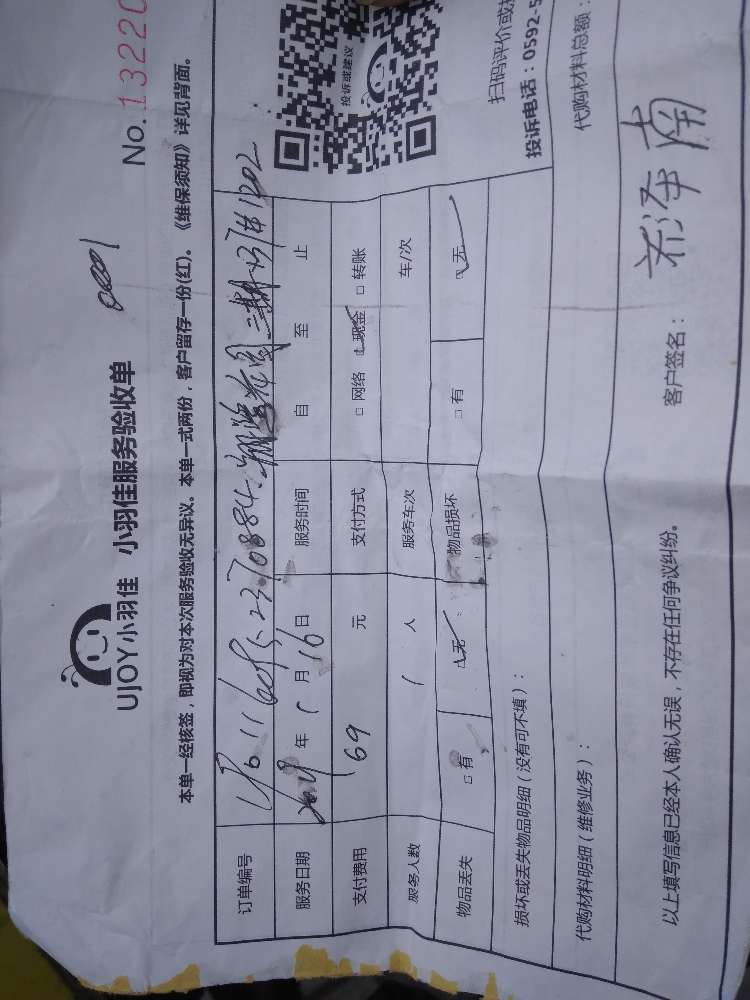 No.13220
UJOY小羽佳 小羽佳服务验收单 0001
本单一经核签，即视为对本次服务验收无异议。本单一式两份，客户留存一份(红)。《维保须知》详见背面。
订单编号
服务日期 2019 年 1 月 16 日 服务时间 自 至 止
支付费用 69 元 支付方式 □ 网络 □ 现金 □ 转账
服务人数 1 人 服务车次 车/次
物品丢失 □ 有 □ 无 物品损坏 □ 有 □ 无
损坏或丢失物品明细（没有可不填）：
代购材料明细（维修业务）： 代购材料总额：
以上填写信息已经本人确认无误，不存在任何争议纠纷。 客户签名：
投诉或建议
扫码评价或
投诉电话：0592-5